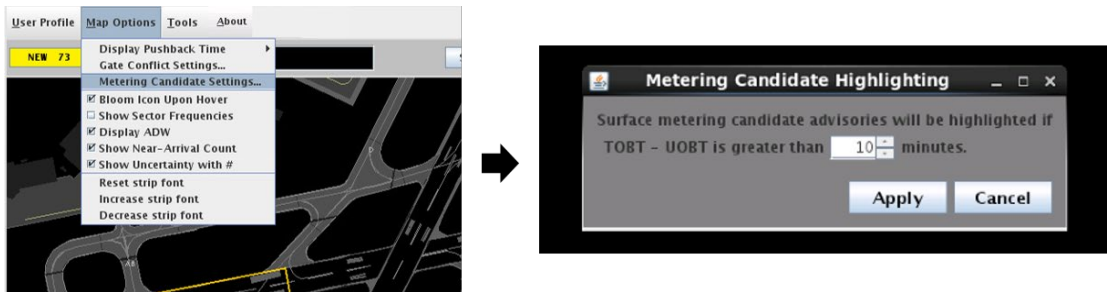 User Profile Map Options Tools About
NEW 73
Display Pushback Time
Gate Conflict Settings...
Metering Candidate Settings...
Bloom Icon Upon Hover
Show Sector Frequencies
Display ADW
Show Near-Arrival Count
Show Uncertainty with #
Reset strip font
Increase strip font
Decrease strip font
Metering Candidate Highlighting
Surface metering candidate advisories will be highlighted if
TOBT - UOBT is greater than 10 minutes.
Apply Cancel